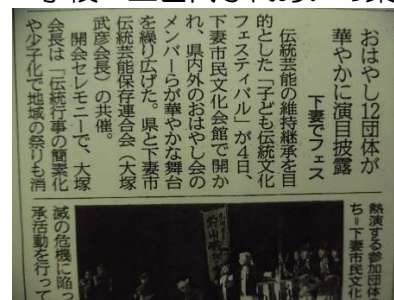 おはやし12団体が
華やかに演目披露
下妻でフェス
伝統芸能の維持継承を目
的とした「子ども伝統文化
フェスティバル」が4日、
下妻市民文化会館で開か
れ、県内外のおはやし会の
メンバーらが華やかな舞台
を繰り広げた。県と下妻市
伝統芸能保存連合会（大塚
武彦会長）の共催。
開会セレモニーで、大塚
会長は「伝統行事の簡素化
や少子化で地域の祭りも消
熱演する参加団体
ち＝下妻市民文化
滅の危機に陥っ
承活動を行って